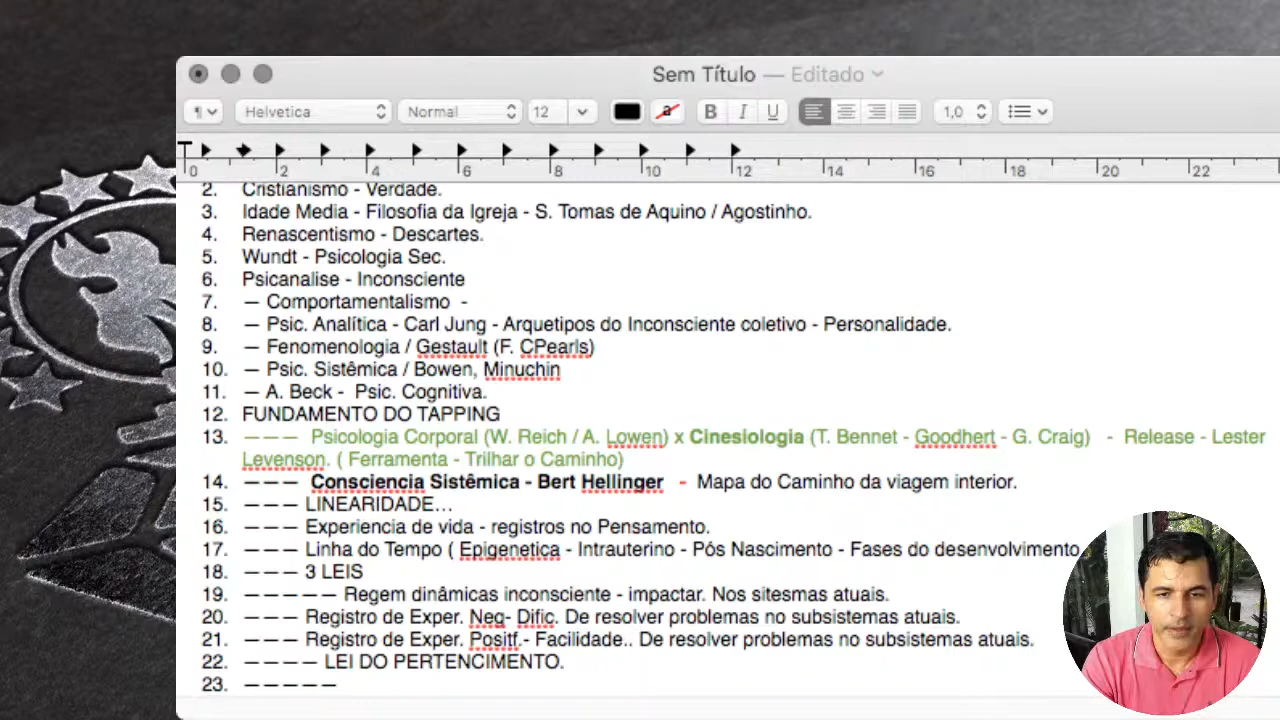 Sem Título — Editado
¶ Helvetica Normal 12 a B I U 1,0
0 2 4 6 8 10 12 14 16 18 20 22
2. Cristianismo - Verdade.
3. Idade Media - Filosofia da Igreja - S. Tomas de Aquino / Agostinho.
4. Renascentismo - Descartes.
5. Wundt - Psicologia Sec.
6. Psicanalise - Inconsciente
7. — Comportamentalismo -
8. — Psic. Analítica - Carl Jung - Arquetipos do Inconsciente coletivo - Personalidade.
9. — Fenomenologia / Gestault (F. CPearls)
10. — Psic. Sistêmica / Bowen, Minuchin
11. — A. Beck - Psic. Cognitiva.
12. FUNDAMENTO DO TAPPING
13. — — — Psicologia Corporal (W. Reich / A. Lowen) x Cinesiologia (T. Bennet - Goodhert - G. Craig) - Release - Lester
Levenson. ( Ferramenta - Trilhar o Caminho)
14. — — — Consciencia Sistêmica - Bert Hellinger - Mapa do Caminho da viagem interior.
15. — — — LINEARIDADE…
16. — — — Experiencia de vida - registros no Pensamento.
17. — — — Linha do Tempo ( Epigenetica - Intrauterino - Pós Nascimento - Fases do desenvolvimento
18. — — — 3 LEIS
19. — — — — — Regem dinâmicas inconsciente - impactar. Nos sitesmas atuais.
20. — — — Registro de Exper. Neg- Dific. De resolver problemas no subsistemas atuais.
21. — — — Registro de Exper. Positf.- Facilidade.. De resolver problemas no subsistemas atuais.
22. — — — — LEI DO PERTENCIMENTO.
23. — — — — —